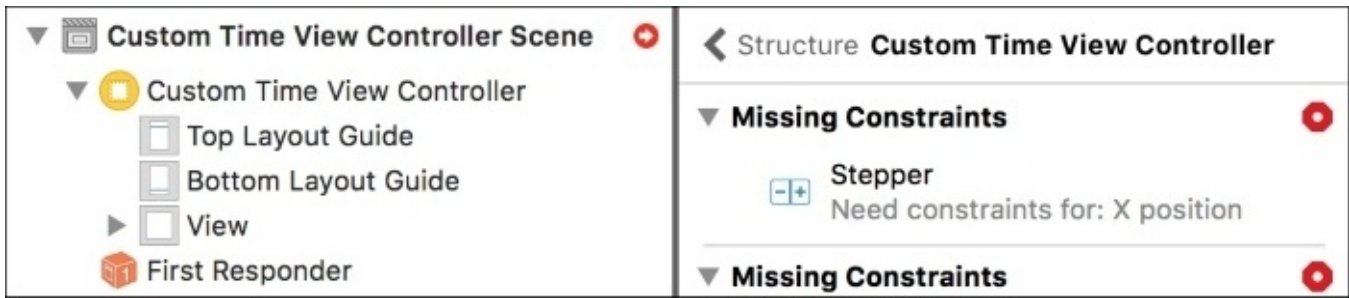 Custom Time View Controller Scene
Custom Time View Controller
Top Layout Guide
Bottom Layout Guide
View
First Responder
Structure Custom Time View Controller
Missing Constraints
Stepper
Need constraints for: X position
Missing Constraints